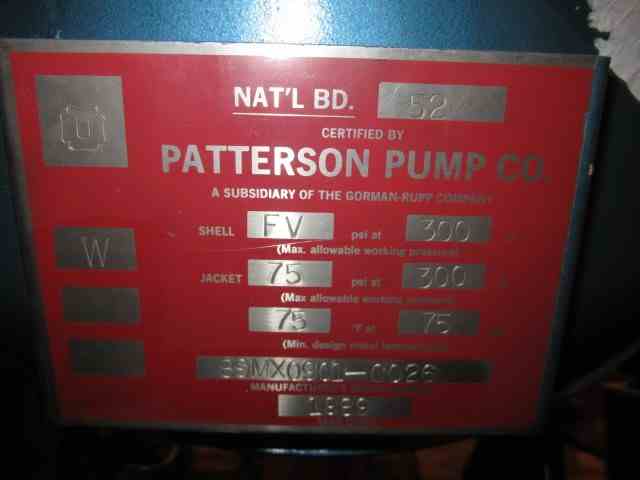 NAT'L BD. 52
CERTIFIED BY
PATTERSON PUMP CO.
A SUBSIDIARY OF THE GORMAN-RUPP COMPANY
U
SHELL FV psi at 300
(Max. allowable working pressure)
W
JACKET 75 psi at 300
(Max allowable working pressure)
75 °F at 75
(Min. design metal temperature)
MANUFACTURER'S